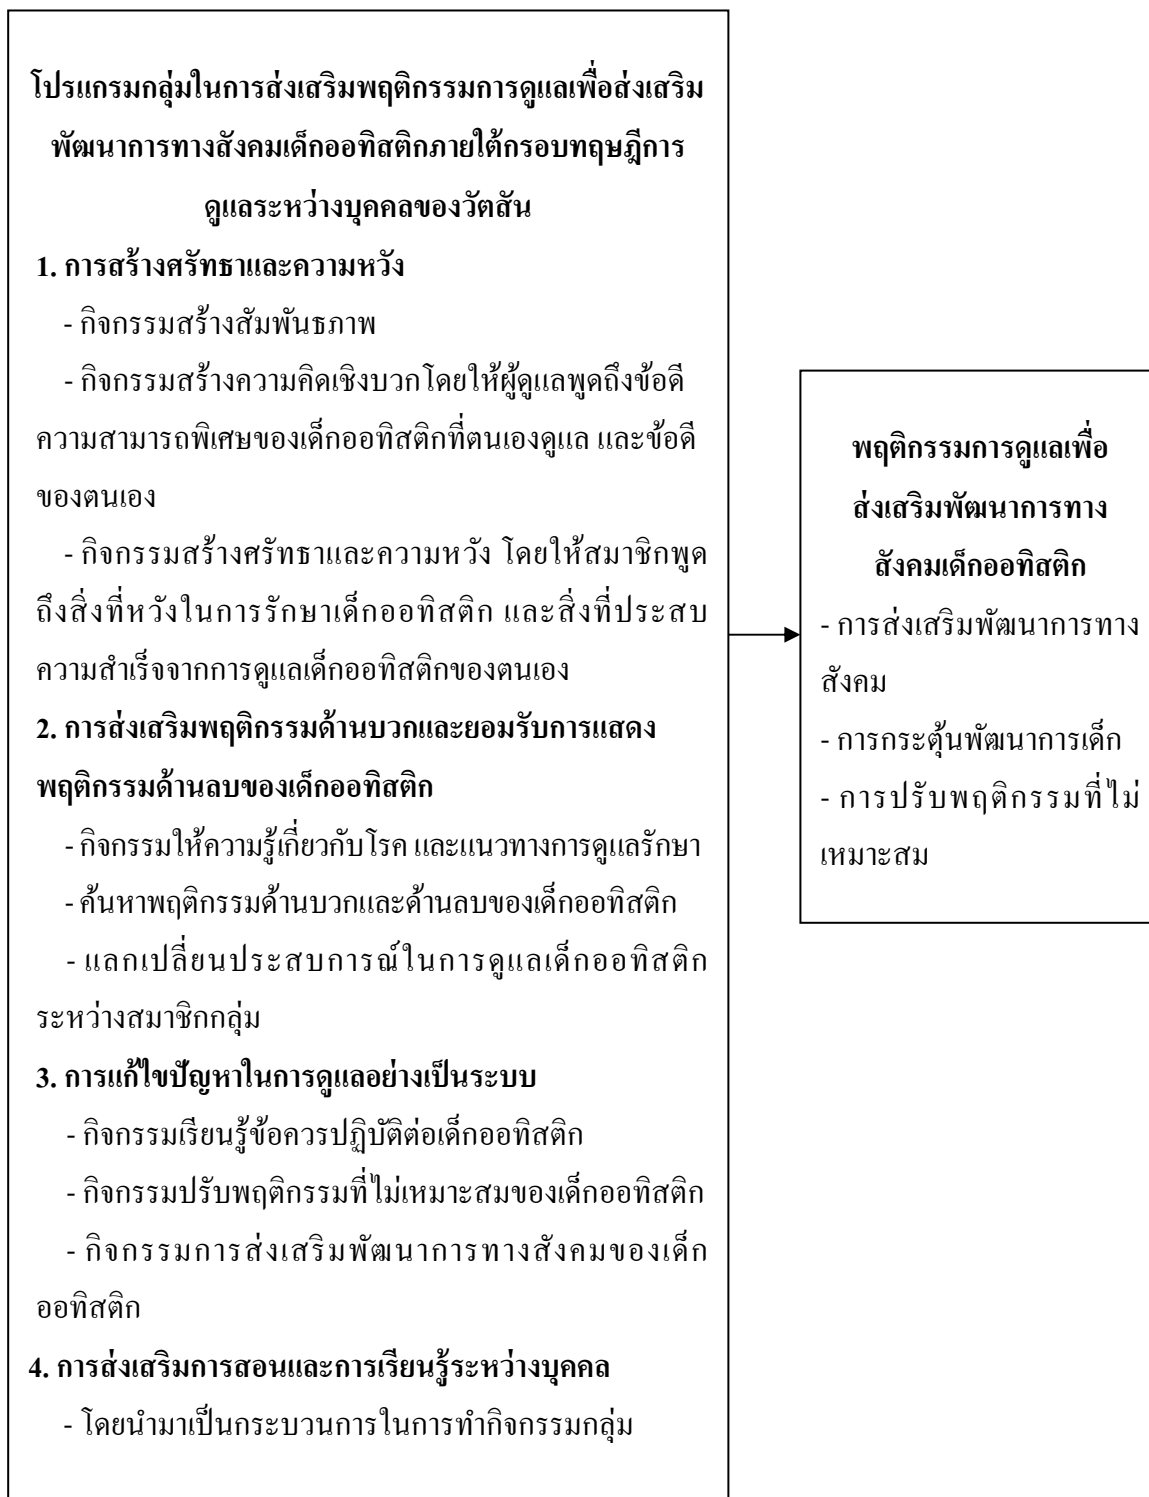 โปรแกรมกลุ่มในการส่งเสริมพฤติกรรมการดูแลเพื่อส่งเสริม
พัฒนาการทางสังคมเด็กออทิสติกภายใต้กรอบทฤษฎีการ
ดูแลระหว่างบุคคลของวัตสัน
1. การสร้างศรัทธาและความหวัง
- กิจกรรมสร้างสัมพันธภาพ
- กิจกรรมสร้างความคิดเชิงบวกโดยให้ผู้ดูแลพูดถึงข้อดี
ความสามารถพิเศษของเด็กออทิสติกที่ตนเองดูแล และข้อดี
ของตนเอง
- กิจกรรมสร้างศรัทธาและความหวัง โดยให้สมาชิกพูด
ถึงสิ่งที่หวังในการรักษาเด็กออทิสติก และสิ่งที่ประสบ
ความสำเร็จจากการดูแลเด็กออทิสติกของตนเอง
2. การส่งเสริมพฤติกรรมด้านบวกและยอมรับการแสดง
พฤติกรรมด้านลบของเด็กออทิสติก
- กิจกรรมให้ความรู้เกี่ยวกับโรค และแนวทางการดูแลรักษา
- ค้นหาพฤติกรรมด้านบวกและด้านลบของเด็กออทิสติก
- แลกเปลี่ยนประสบการณ์ในการดูแลเด็กออทิสติก
ระหว่างสมาชิกกลุ่ม
3. การแก้ไขปัญหาในการดูแลอย่างเป็นระบบ
- กิจกรรมเรียนรู้ข้อควรปฏิบัติต่อเด็กออทิสติก
- กิจกรรมปรับพฤติกรรมที่ไม่เหมาะสมของเด็กออทิสติก
- กิจกรรมการส่งเสริมพัฒนาการทางสังคมของเด็ก
ออทิสติก
4. การส่งเสริมการสอนและการเรียนรู้ระหว่างบุคคล
- โดยนำมาเป็นกระบวนการในการทำกิจกรรมกลุ่ม
พฤติกรรมการดูแลเพื่อ
ส่งเสริมพัฒนาการทาง
สังคมเด็กออทิสติก
- การส่งเสริมพัฒนาการทาง
สังคม
- การกระตุ้นพัฒนาการเด็ก
- การปรับพฤติกรรมที่ไม่
เหมาะสม